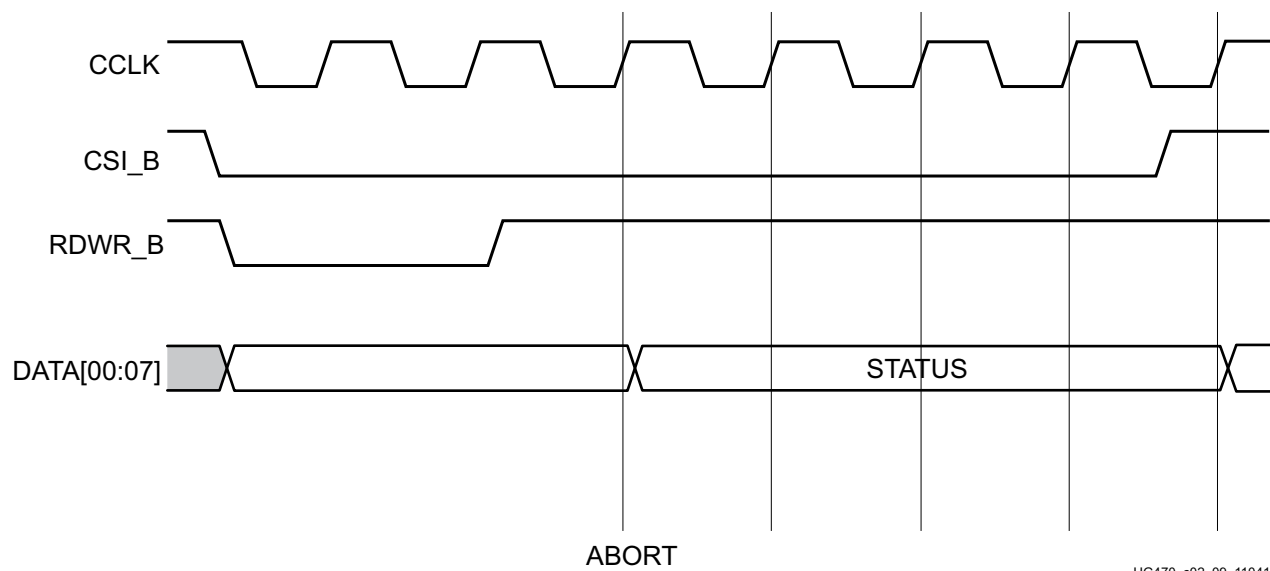 CCLK
CSI_B
RDWR_B
DATA[00:07]
STATUS
ABORT